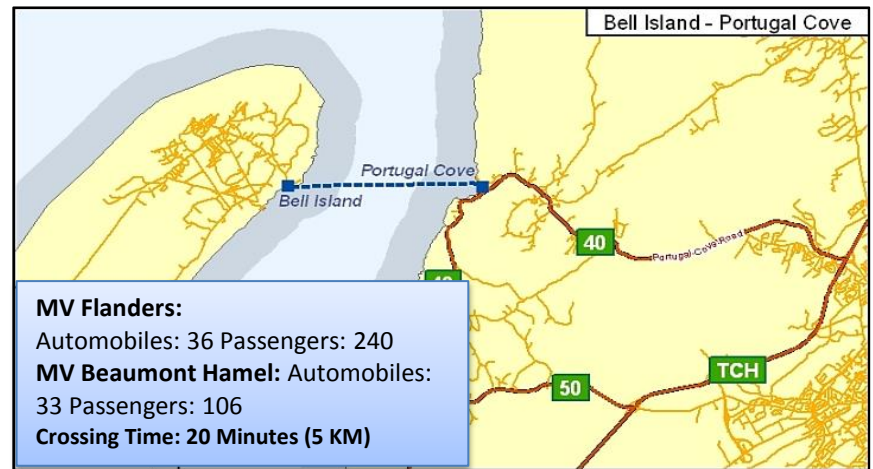 Bell Island - Portugal Cove
Portugal Cove
Bell Island
40
Portugal Cove Road
TCH
50
MV Flanders:
Automobiles: 36 Passengers: 240
MV Beaumont Hamel: Automobiles:
33 Passengers: 106
Crossing Time: 20 Minutes (5 KM)